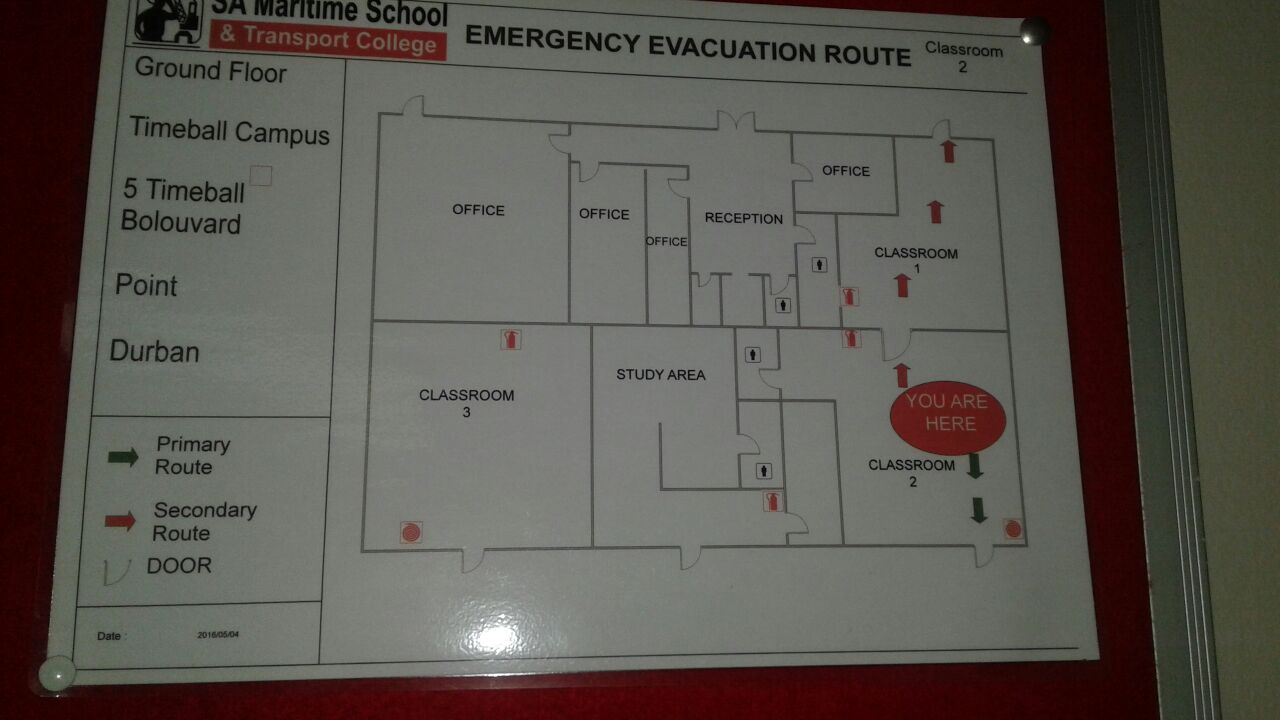 SA Maritime School
& Transport College
EMERGENCY EVACUATION ROUTE
Classroom
2
Ground Floor
Timeball Campus
5 Timeball
Bolouvard
Point
Durban
Primary
Route
Secondary
Route
DOOR
Date :
2016/05/04
OFFICE
OFFICE
OFFICE
RECEPTION
OFFICE
CLASSROOM
1
CLASSROOM
3
STUDY AREA
YOU ARE
HERE
CLASSROOM
2